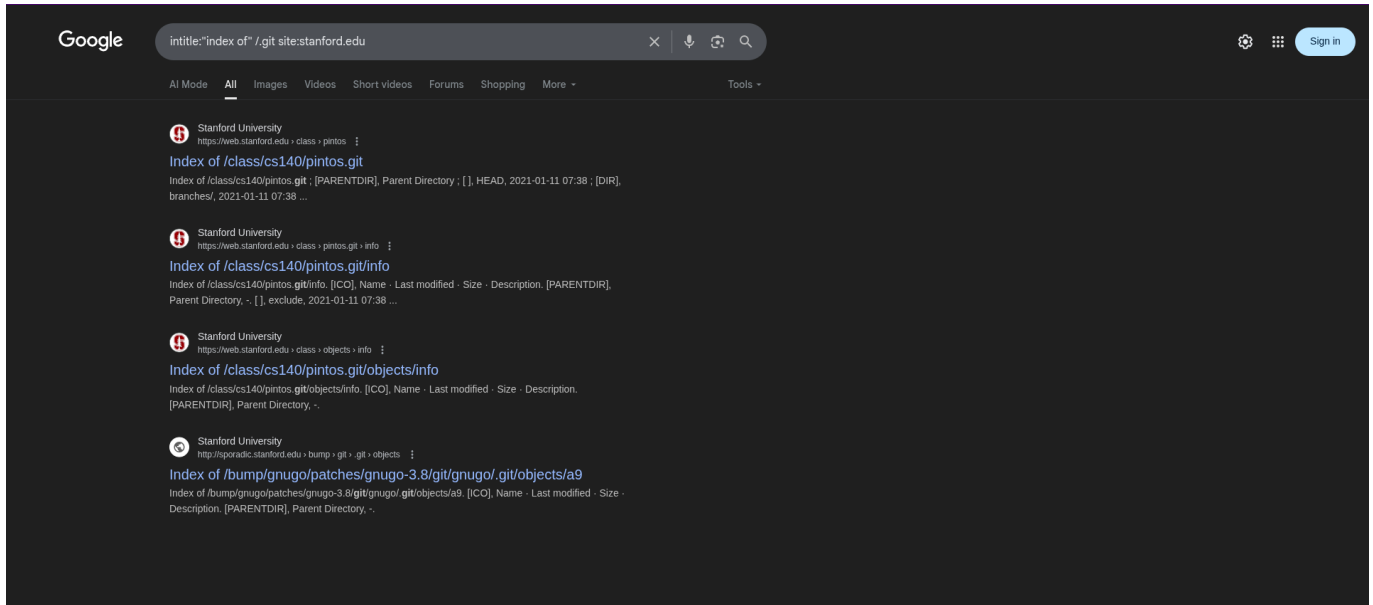 Google
intitle:"index of" /.git site:stanford.edu
Sign in
AI Mode All Images Videos Short videos Forums Shopping More Tools
Stanford University
https://web.stanford.edu › class › pintos
Index of /class/cs140/pintos.git
Index of /class/cs140/pintos.git ; [PARENTDIR], Parent Directory ; [ ], HEAD, 2021-01-11 07:38 ; [DIR],
branches/, 2021-01-11 07:38 ...
Stanford University
https://web.stanford.edu › class › pintos.git › info
Index of /class/cs140/pintos.git/info
Index of /class/cs140/pintos.git/info. [ICO], Name · Last modified · Size · Description. [PARENTDIR],
Parent Directory, -. [ ], exclude, 2021-01-11 07:38 ...
Stanford University
https://web.stanford.edu › class › objects › info
Index of /class/cs140/pintos.git/objects/info
Index of /class/cs140/pintos.git/objects/info. [ICO], Name · Last modified · Size · Description.
[PARENTDIR], Parent Directory, -.
Stanford University
http://sporadic.stanford.edu › bump › git › .git › objects
Index of /bump/gnugo/patches/gnugo-3.8/git/gnugo/.git/objects/a9
Index of /bump/gnugo/patches/gnugo-3.8/git/gnugo/.git/objects/a9. [ICO], Name · Last modified · Size ·
Description. [PARENTDIR], Parent Directory, -.